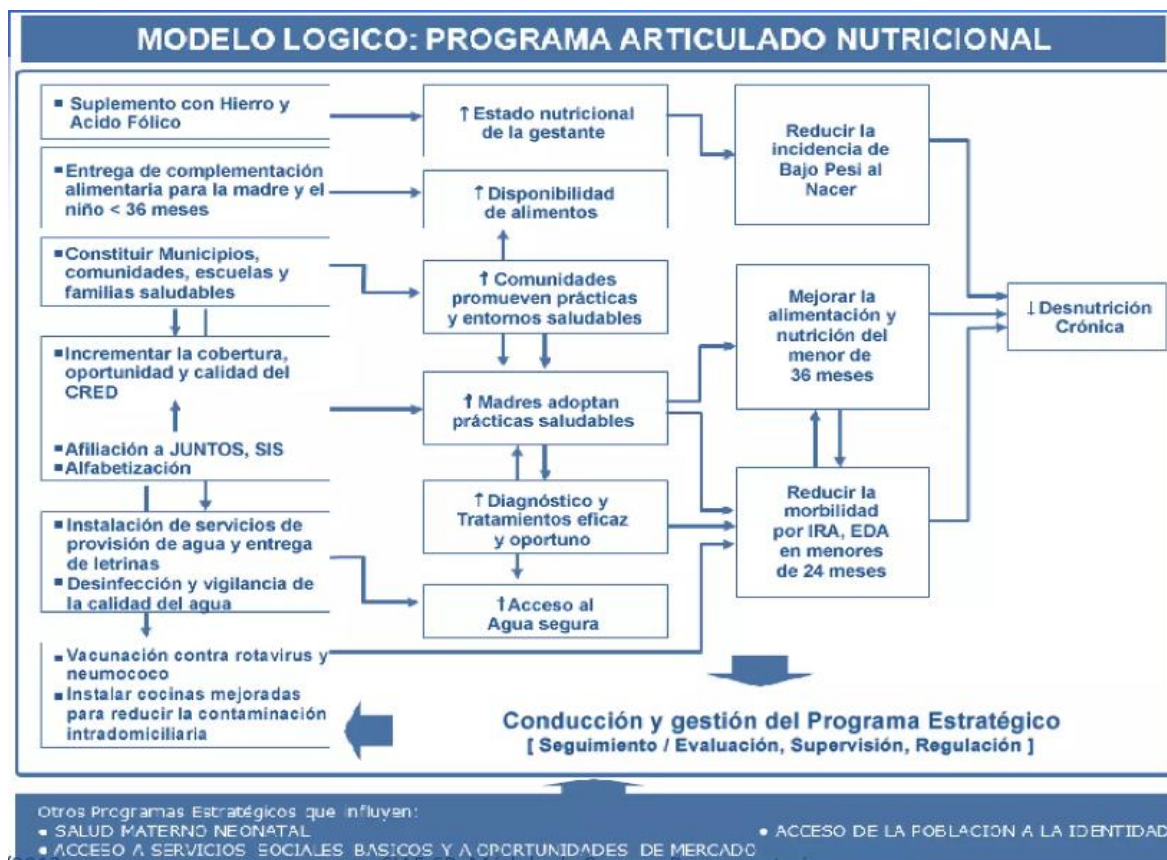 MODELO LOGICO: PROGRAMA ARTICULADO NUTRICIONAL
▪ Suplemento con Hierro y
Acido Fólico
▪ Entrega de complementación
alimentaria para la madre y el
niño < 36 meses
▪ Constituir Municipios,
comunidades, escuelas y
familias saludables
▪ Incrementar la cobertura,
oportunidad y calidad del
CRED
▪ Afiliación a JUNTOS, SIS
▪ Alfabetización
▪ Instalación de servicios de
provisión de agua y entrega
de letrinas
▪ Desinfección y vigilancia de
la calidad del agua
▪ Vacunación contra rotavirus y
neumococo
▪ Instalar cocinas mejoradas
para reducir la contaminación
intradomiciliaria
↑ Estado nutricional
de la gestante
↑ Disponibilidad
de alimentos
↑ Comunidades
promueven prácticas
y entornos saludables
↑ Madres adoptan
prácticas saludables
↑ Diagnóstico y
Tratamientos eficaz
y oportuno
↑ Acceso al
Agua segura
Reducir la
incidencia de
Bajo Pesi al
Nacer
Mejorar la
alimentación y
nutrición del
menor de
36 meses
Reducir la
morbilidad
por IRA, EDA
en menores
de 24 meses
↓ Desnutrición
Crónica
Conducción y gestión del Programa Estratégico
[ Seguimiento / Evaluación, Supervisión, Regulación ]
Otros Programas Estratégicos que influyen:
• SALUD MATERNO NEONATAL
• ACCESO A SERVICIOS SOCIALES BASICOS Y A OPORTUNIDADES DE MERCADO
• ACCESO DE LA POBLACION A LA IDENTIDAD